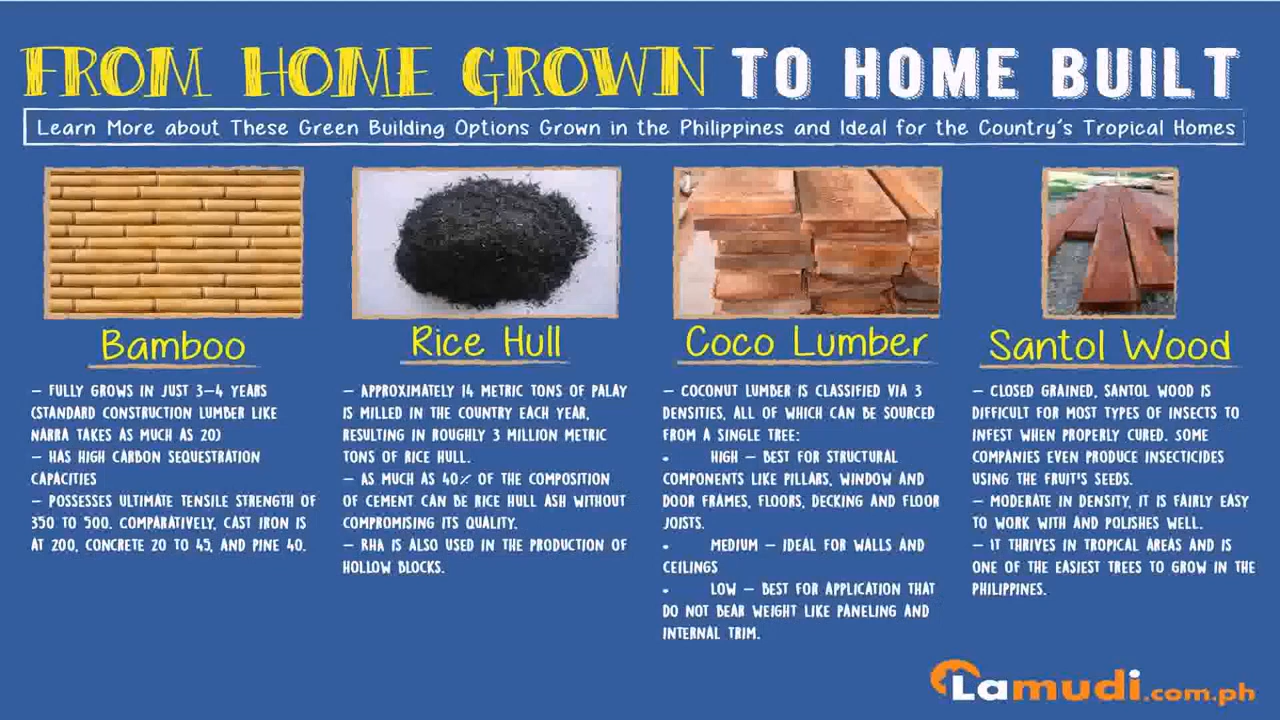 FROM HOME GROWN TO HOME BUILT
Learn More about These Green Building Options Grown in the Philippines and Ideal for the Country's Tropical Homes
Bamboo
– FULLY GROWS IN JUST 3–4 YEARS
(STANDARD CONSTRUCTION LUMBER LIKE
NARRA TAKES AS MUCH AS 20)
– HAS HIGH CARBON SEQUESTRATION
CAPACITIES
– POSSESSES ULTIMATE TENSILE STRENGTH OF
350 TO 500. COMPARATIVELY, CAST IRON IS
AT 200, CONCRETE 20 TO 45, AND PINE 40.
Rice Hull
– APPROXIMATELY 14 METRIC TONS OF PALAY
IS MILLED IN THE COUNTRY EACH YEAR,
RESULTING IN ROUGHLY 3 MILLION METRIC
TONS OF RICE HULL.
– AS MUCH AS 40% OF THE COMPOSITION
OF CEMENT CAN BE RICE HULL ASH WITHOUT
COMPROMISING ITS QUALITY.
– RHA IS ALSO USED IN THE PRODUCTION OF
HOLLOW BLOCKS.
Coco Lumber
– COCONUT LUMBER IS CLASSIFIED VIA 3
DENSITIES, ALL OF WHICH CAN BE SOURCED
FROM A SINGLE TREE:
• HIGH – BEST FOR STRUCTURAL
COMPONENTS LIKE PILLARS, WINDOW AND
DOOR FRAMES, FLOORS, DECKING AND FLOOR
JOISTS.
• MEDIUM – IDEAL FOR WALLS AND
CEILINGS
• LOW – BEST FOR APPLICATION THAT
DO NOT BEAR WEIGHT LIKE PANELING AND
INTERNAL TRIM.
Santol Wood
– CLOSED GRAINED, SANTOL WOOD IS
DIFFICULT FOR MOST TYPES OF INSECTS TO
INFEST WHEN PROPERLY CURED. SOME
COMPANIES EVEN PRODUCE INSECTICIDES
USING THE FRUIT'S SEEDS.
– MODERATE IN DENSITY, IT IS FAIRLY EASY
TO WORK WITH AND POLISHES WELL.
– IT THRIVES IN TROPICAL AREAS AND IS
ONE OF THE EASIEST TREES TO GROW IN THE
PHILIPPINES.
Lamudi.com.ph